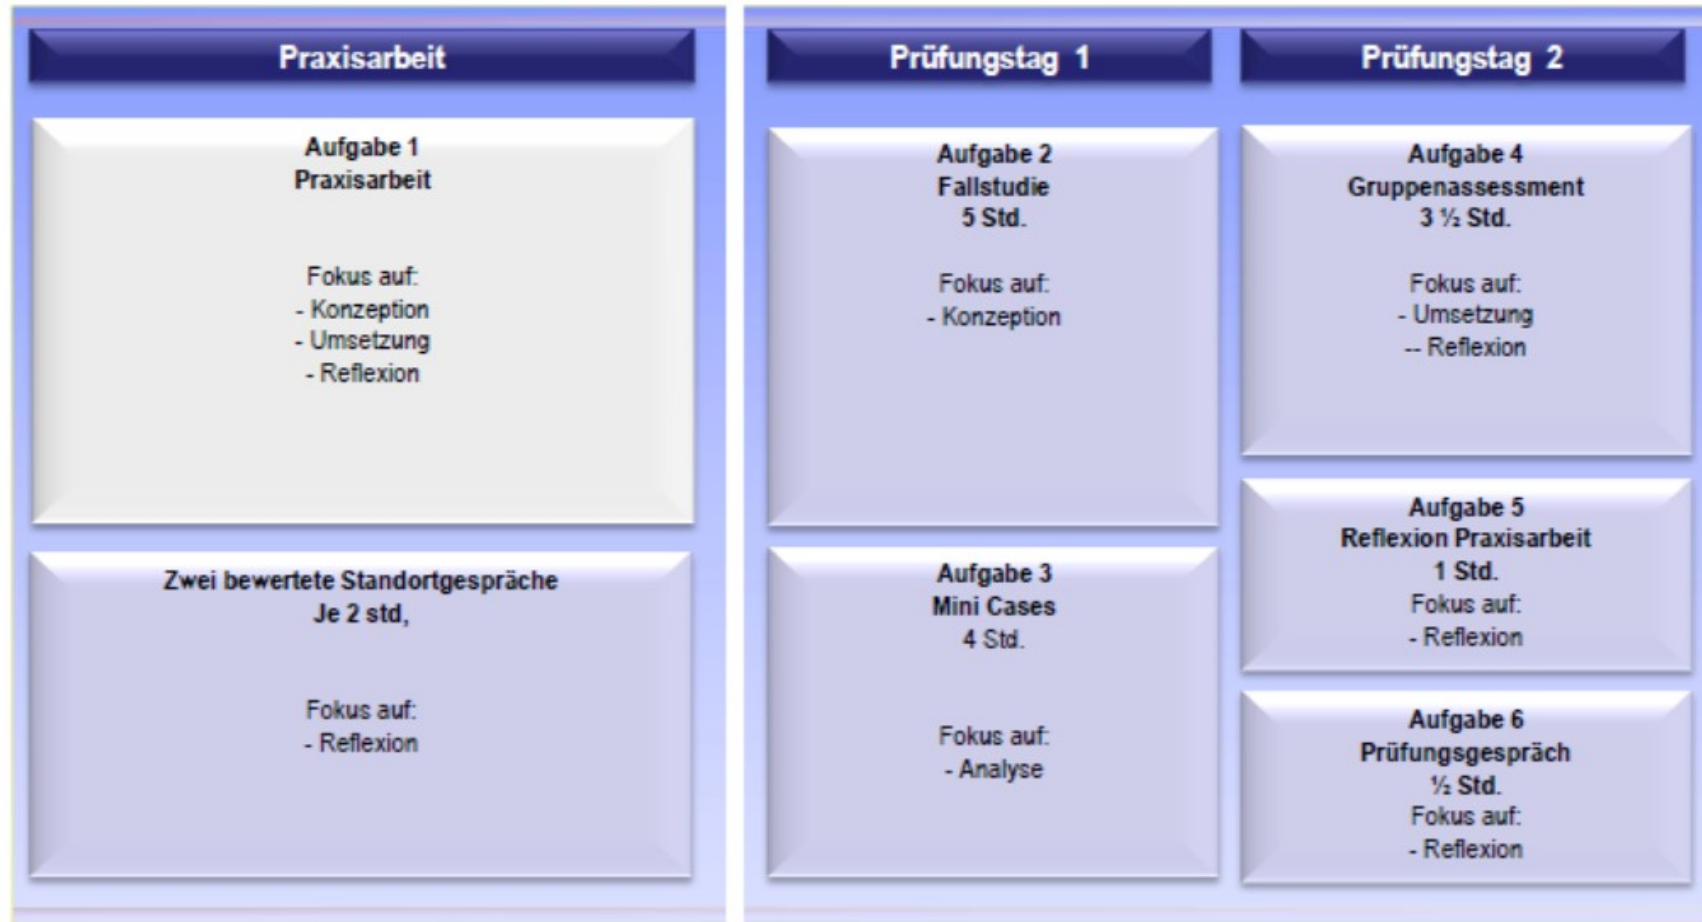 Praxisarbeit
Aufgabe 1
Praxisarbeit
Fokus auf:
- Konzeption
- Umsetzung
- Reflexion
Zwei bewertete Standortgespräche
Je 2 std,
Fokus auf:
- Reflexion
Prüfungstag 1
Aufgabe 2
Fallstudie
5 Std.
Fokus auf:
- Konzeption
Aufgabe 3
Mini Cases
4 Std.
Fokus auf:
- Analyse
Prüfungstag 2
Aufgabe 4
Gruppenassessment
3 ½ Std.
Fokus auf:
- Umsetzung
-- Reflexion
Aufgabe 5
Reflexion Praxisarbeit
1 Std.
Fokus auf:
- Reflexion
Aufgabe 6
Prüfungsgespräch
½ Std.
Fokus auf:
- Reflexion